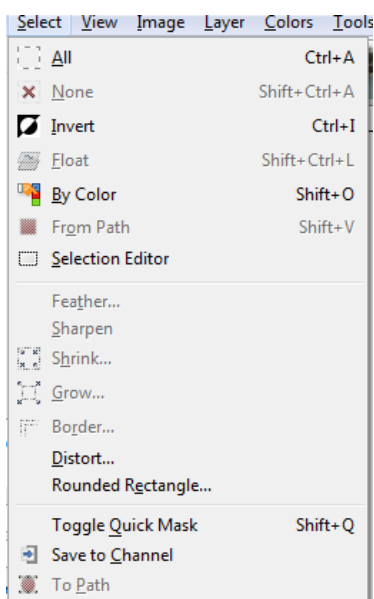 Select View Image Layer Colors Tools
All Ctrl+A
None Shift+Ctrl+A
Invert Ctrl+I
Float Shift+Ctrl+L
By Color Shift+O
From Path Shift+V
Selection Editor
Feather...
Sharpen
Shrink...
Grow...
Border...
Distort...
Rounded Rectangle...
Toggle Quick Mask Shift+Q
Save to Channel
To Path